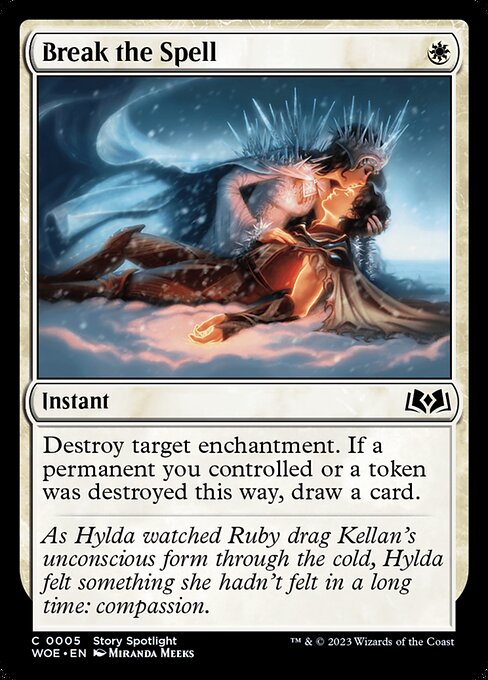 Break the Spell
Instant
Destroy target enchantment. If a
permanent you controlled or a token
was destroyed this way, draw a card.
As Hylda watched Ruby drag Kellan's
unconscious form through the cold, Hylda
felt something she hadn't felt in a long
time: compassion.
C 0005 Story Spotlight
WOE • EN Miranda Meeks
™ & © 2023 Wizards of the Coast